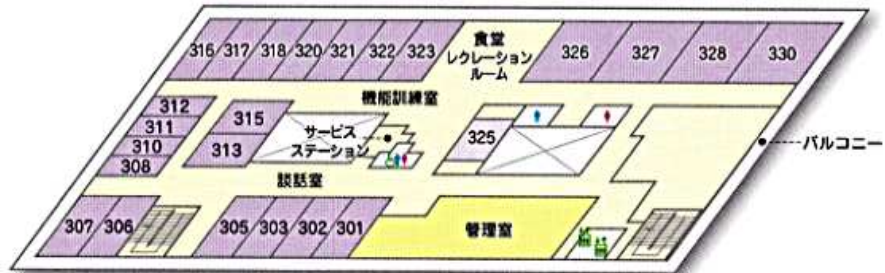 316 317 318 320 321 322 323
食堂
レクレーション
ルーム
326 327 328 330
機能訓練室
312
311
310
308
315
313
サービス
ステーション
325
バルコニー
談話室
307 306
305 303 302 301
管理室